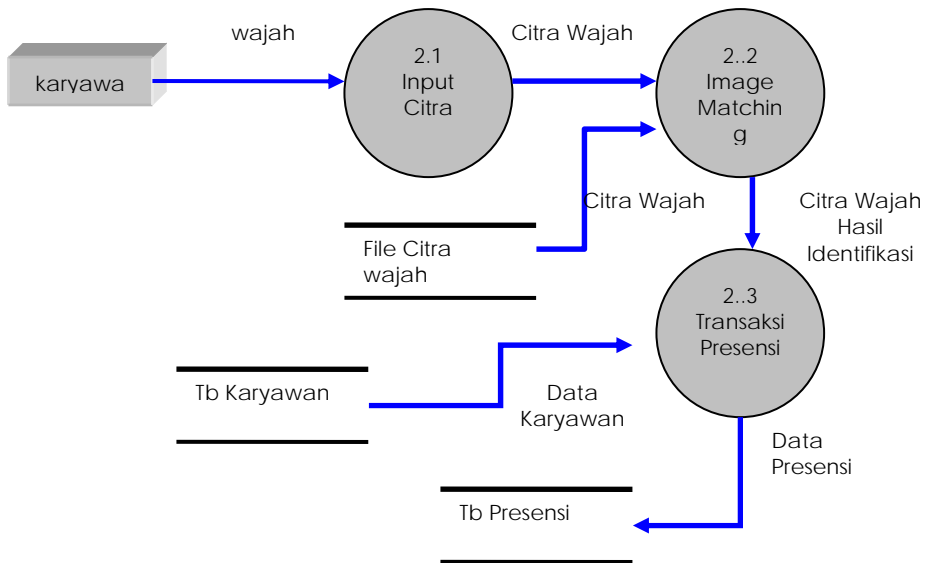 wajah
Citra Wajah
karyawa
2.1
Input
Citra
2..2
Image
Matchin
g
Citra Wajah
Citra Wajah
Hasil
Identifikasi
File Citra
wajah
2..3
Transaksi
Presensi
Tb Karyawan
Data
Karyawan
Data
Presensi
Tb Presensi